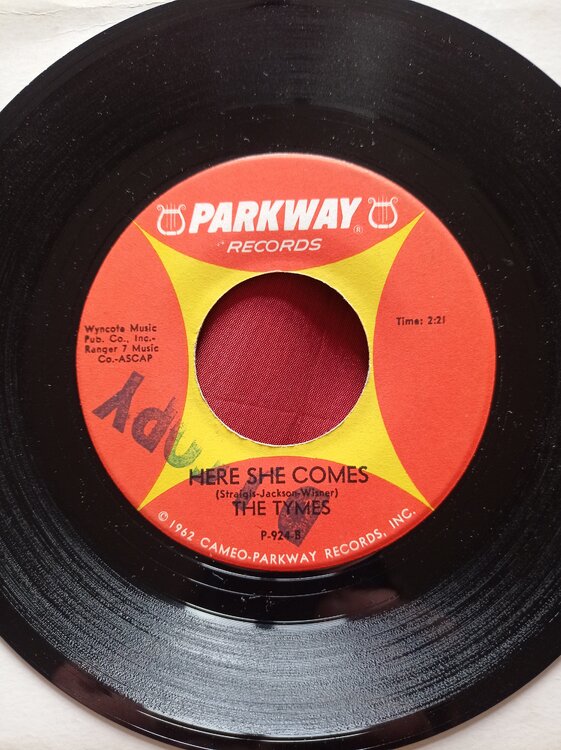 PARKWAY ®
RECORDS
Wyncote Music
Pub. Co., Inc.-
Ranger 7 Music
Co.-ASCAP
Time: 2:21
HERE SHE COMES
(Straigis-Jackson-Wisner)
THE TYMES
P-924-B
© 1962 CAMEO-PARKWAY RECORDS, INC.